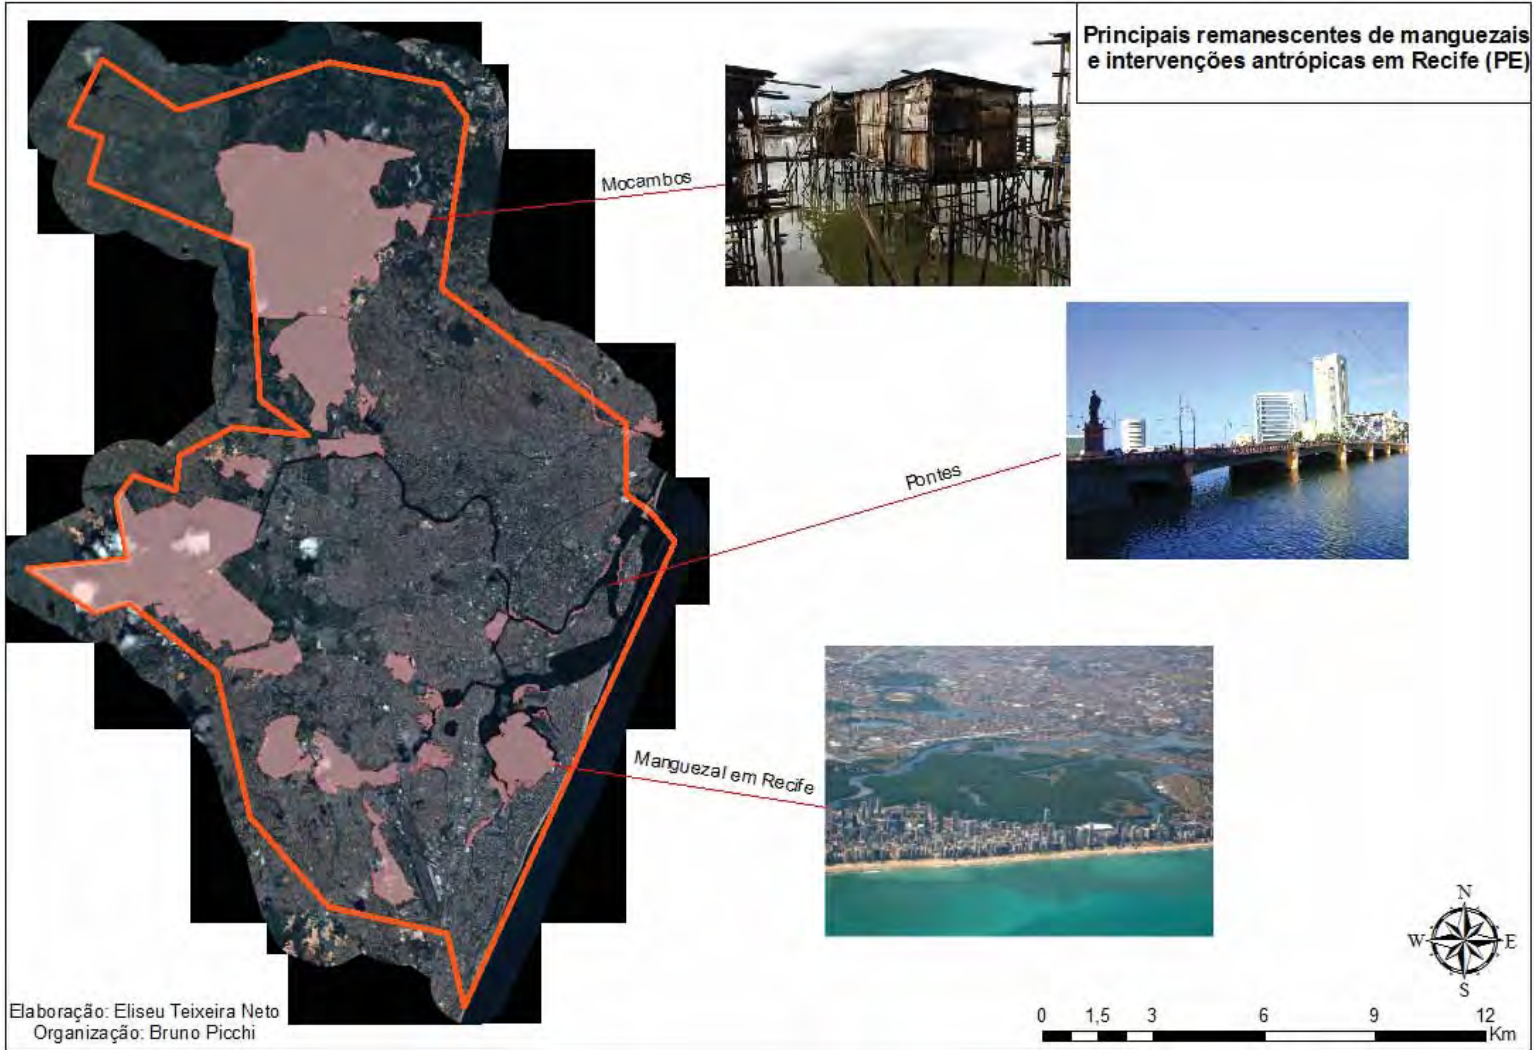 Principais remanescentes de manguezais
e intervenções antrópicas em Recife (PE)
Mocambos
Pontes
Manguezal em Recife
N
W E
S
Elaboração: Eliseu Teixeira Neto
Organização: Bruno Picchi
0 1,5 3 6 9 12
Km